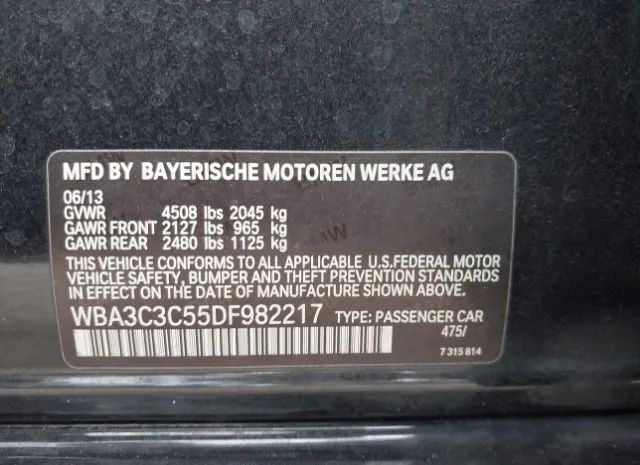 MFD BY BAYERISCHE MOTOREN WERKE AG
06/13
GVWR 4508 lbs 2045 kg
GAWR FRONT 2127 lbs 965 kg
GAWR REAR 2480 lbs 1125 kg
THIS VEHICLE CONFORMS TO ALL APPLICABLE U.S.FEDERAL MOTOR
VEHICLE SAFETY, BUMPER AND THEFT PREVENTION STANDARDS
IN EFFECT ON THE DATE OF MANUFACTURE SHOWN ABOVE.
WBA3C3C55DF982217 TYPE: PASSENGER CAR
475/
7 315 814